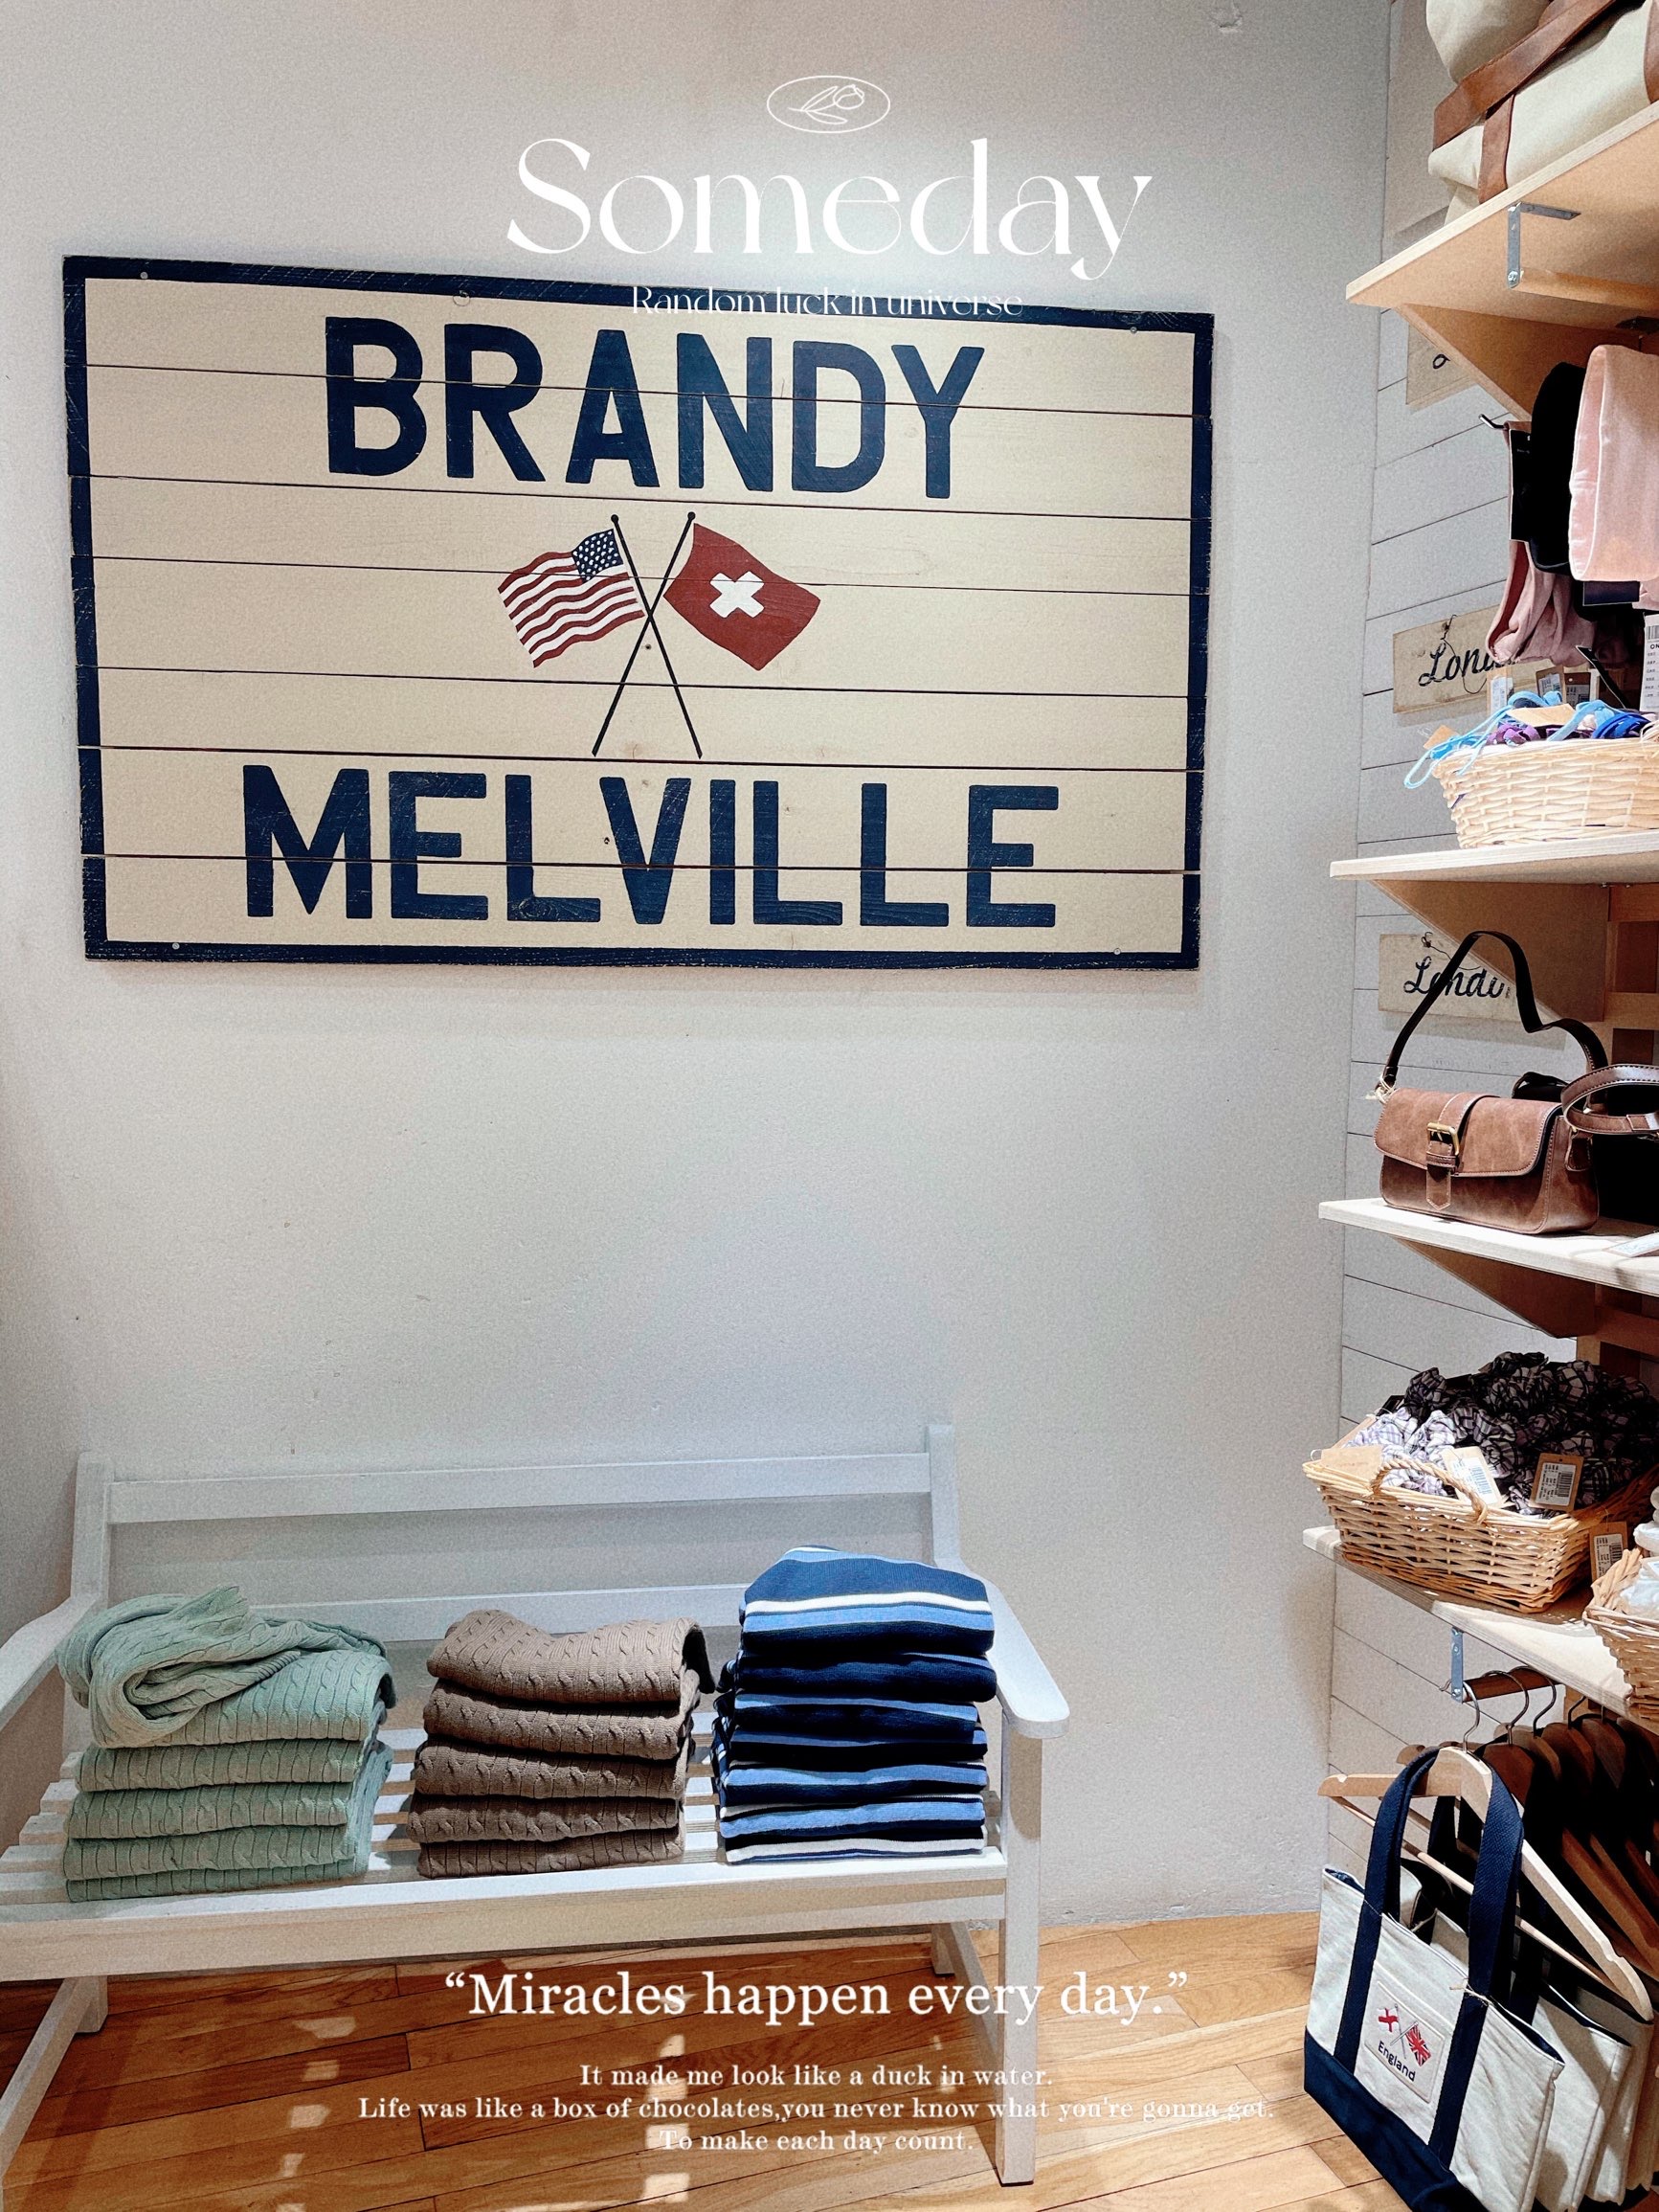 Someday
Random luck in universe
BRANDY
MELVILLE
England
“Miracles happen every day.”
It made me look like a duck in water.
Life was like a box of chocolates,you never know what you're gonna get.
To make each day count.